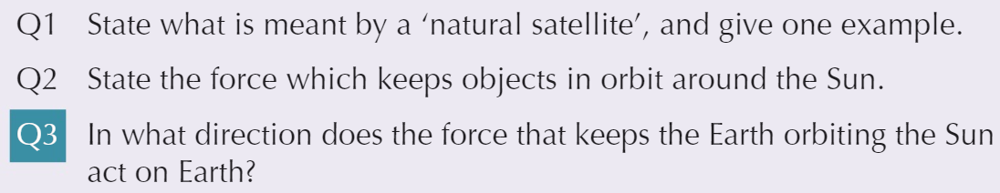 Q1 State what is meant by a ‘natural satellite’, and give one example.
Q2 State the force which keeps objects in orbit around the Sun.
Q3 In what direction does the force that keeps the Earth orbiting the Sun
act on Earth?